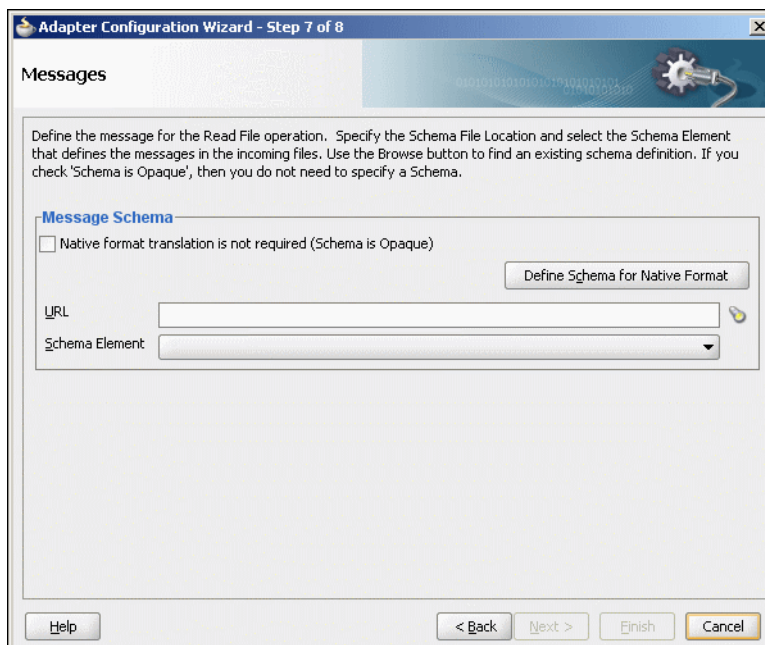 Adapter Configuration Wizard - Step 7 of 8
Messages
Define the message for the Read File operation. Specify the Schema File Location and select the Schema Element
that defines the messages in the incoming files. Use the Browse button to find an existing schema definition. If you
check 'Schema is Opaque', then you do not need to specify a Schema.
Message Schema
Native format translation is not required (Schema is Opaque)
Define Schema for Native Format
URL
Schema Element
Help
< Back
Next >
Finish
Cancel